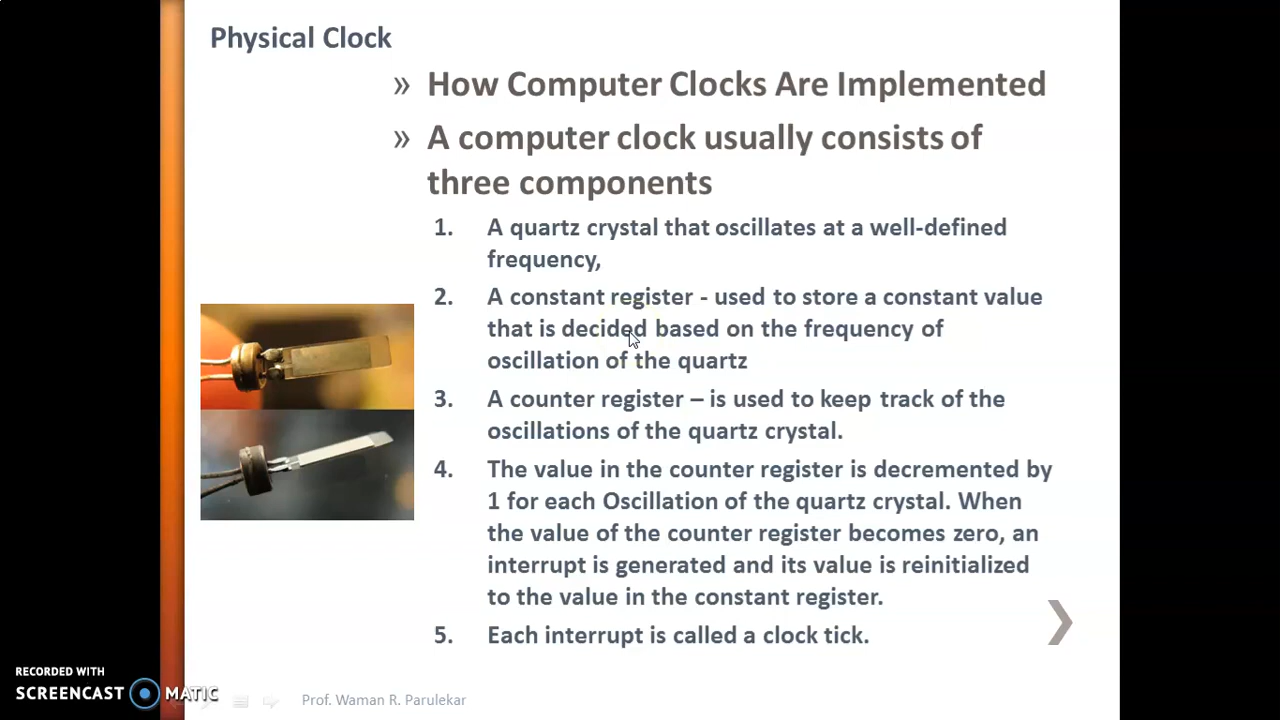 Physical Clock
» How Computer Clocks Are Implemented
» A computer clock usually consists of
three components
1. A quartz crystal that oscillates at a well-defined
frequency,
2. A constant register - used to store a constant value
that is decided based on the frequency of
oscillation of the quartz
3. A counter register – is used to keep track of the
oscillations of the quartz crystal.
4. The value in the counter register is decremented by
1 for each Oscillation of the quartz crystal. When
the value of the counter register becomes zero, an
interrupt is generated and its value is reinitialized
to the value in the constant register.
5. Each interrupt is called a clock tick.
RECORDED WITH
SCREENCAST MATIC
Prof. Waman R. Parulekar